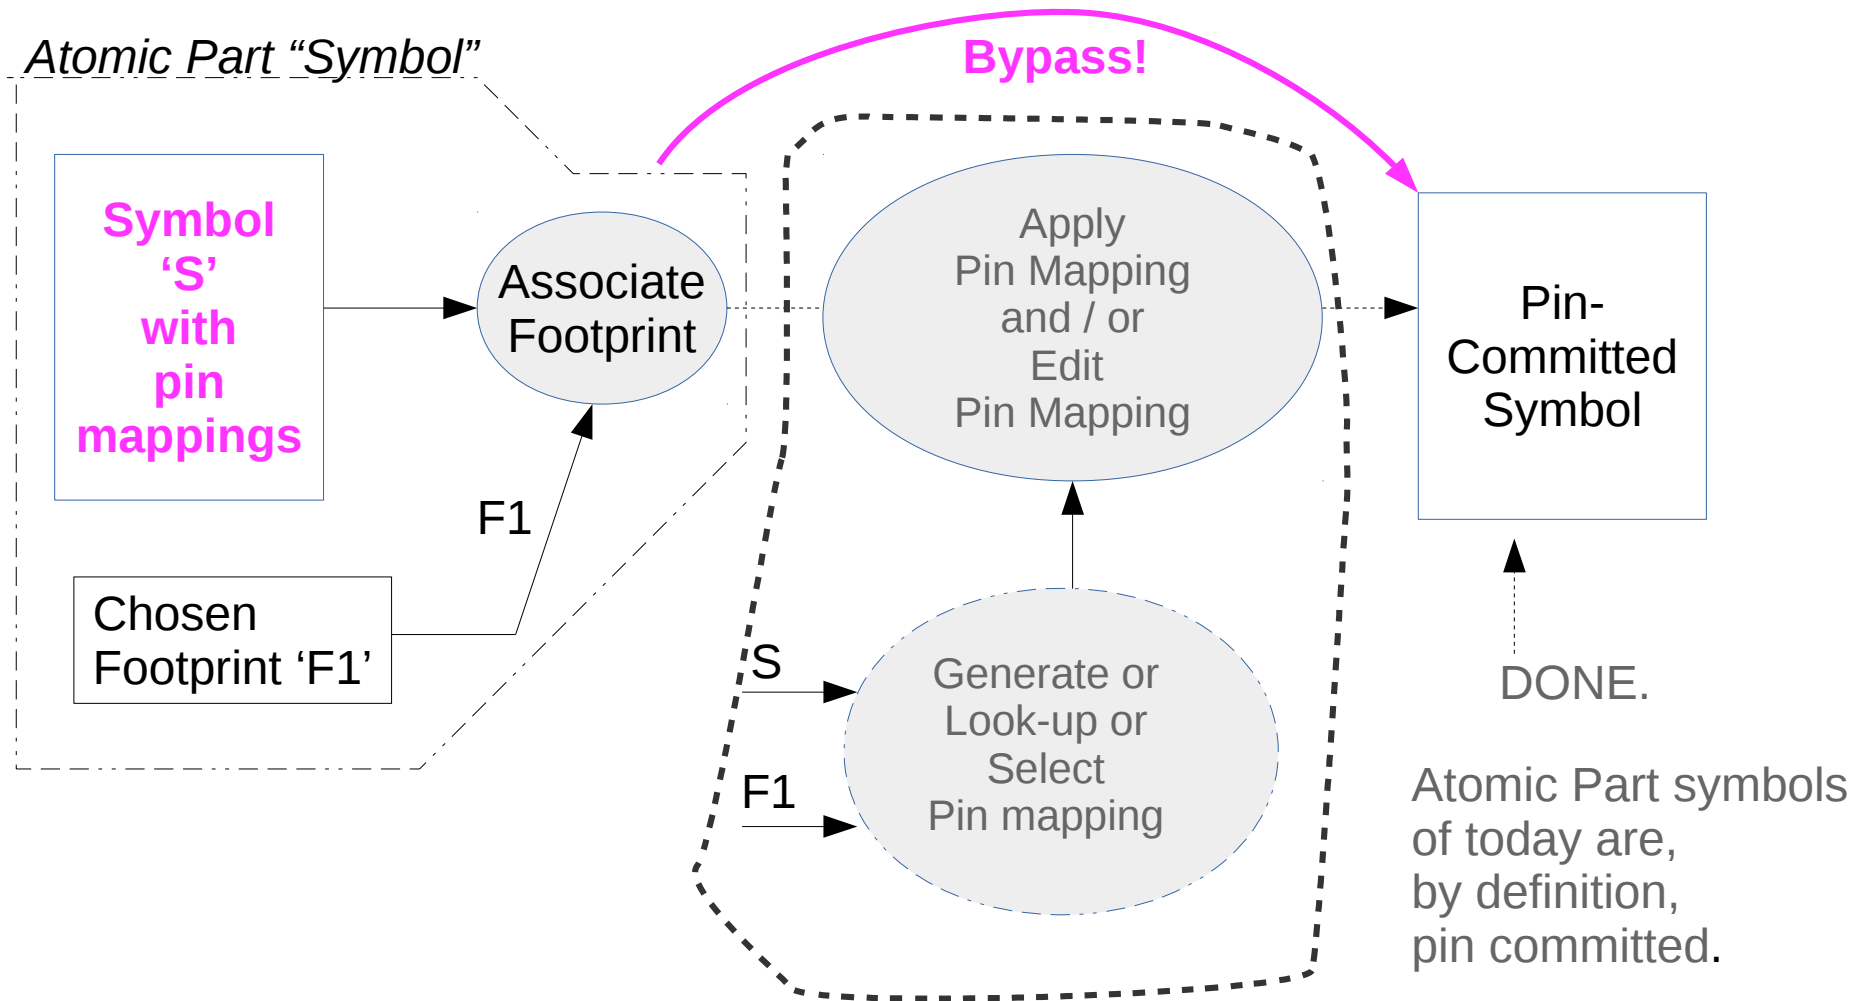 Atomic Part “Symbol”
Bypass!
Symbol
‘S’
with
pin
mappings
Associate
Footprint
Apply
Pin Mapping
and / or
Edit
Pin Mapping
Pin-
Committed
Symbol
F1
Chosen
Footprint ‘F1’
S
F1
Generate or
Look-up or
Select
Pin mapping
DONE.
Atomic Part symbols
of today are,
by definition,
pin committed.